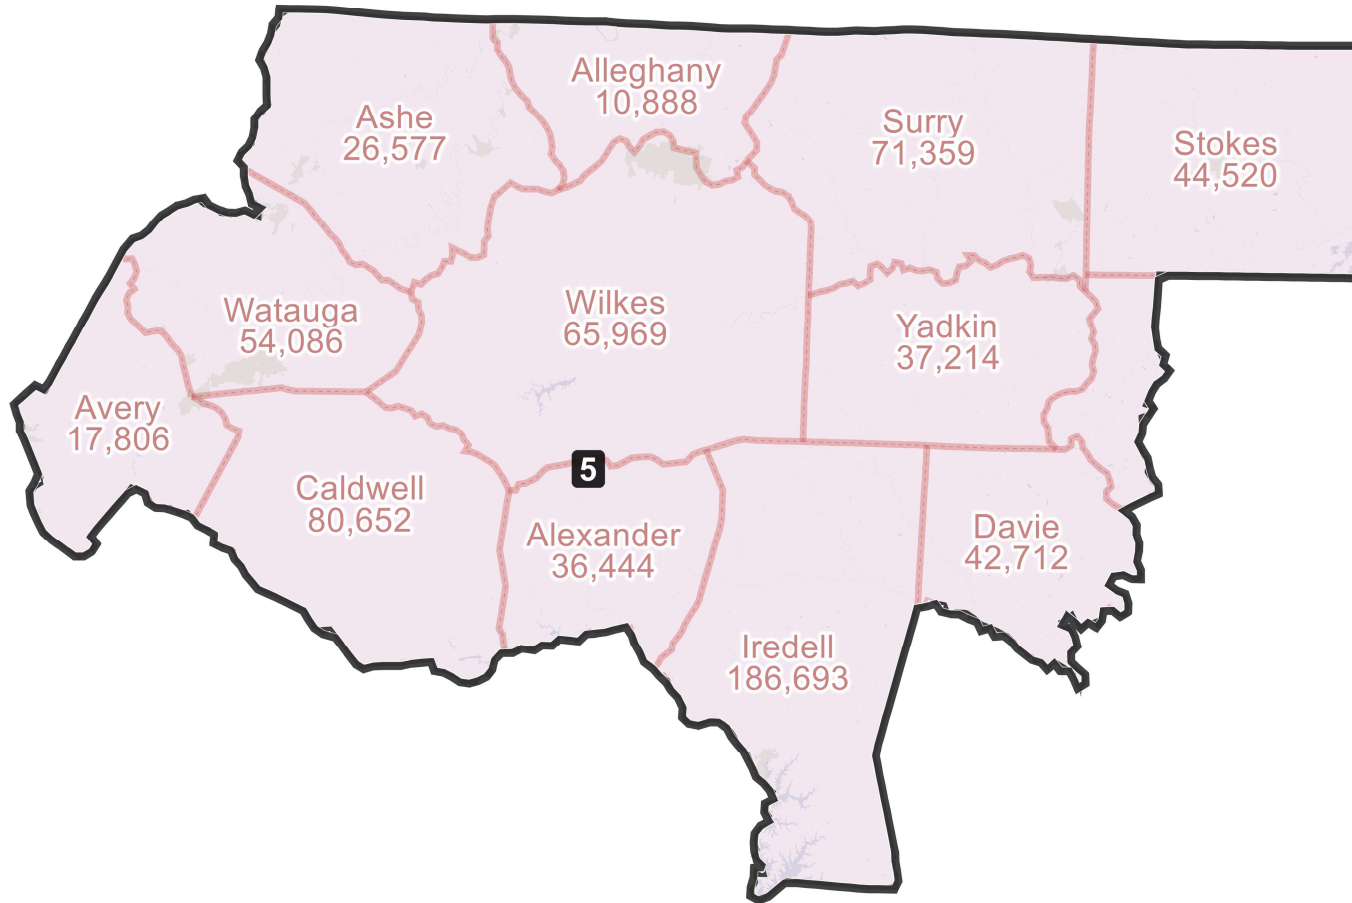 Alleghany
10,888
Ashe
26,577
Surry
71,359
Stokes
44,520
Watauga
54,086
Wilkes
65,969
Yadkin
37,214
Avery
17,806
5
Caldwell
80,652
Alexander
36,444
Davie
42,712
Iredell
186,693